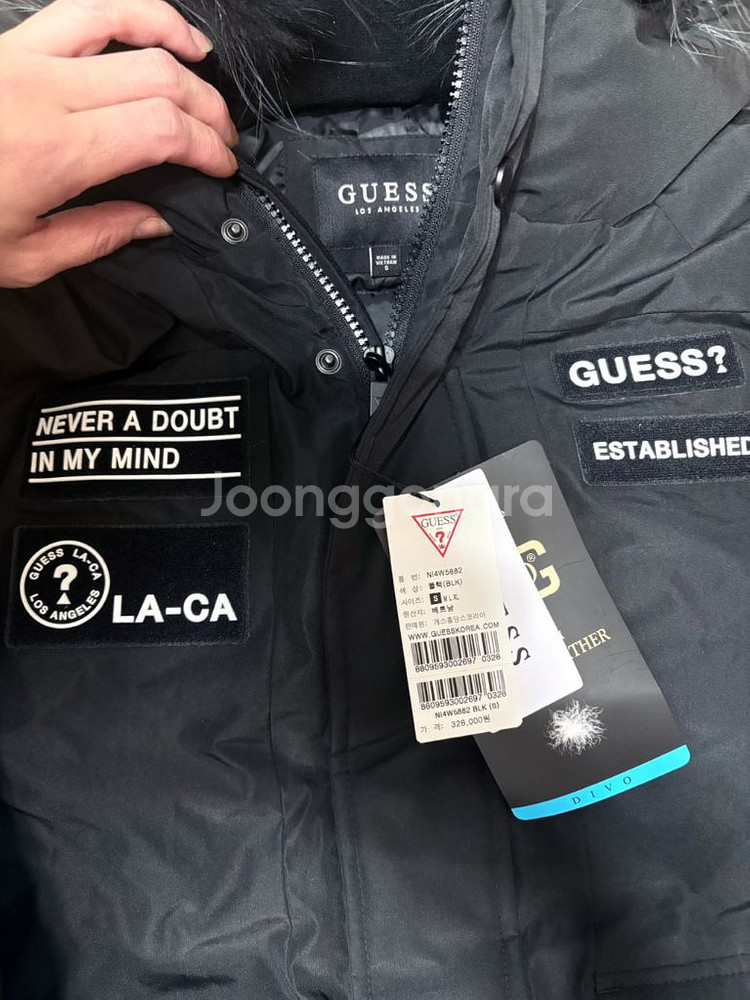 GUESS
LOS ANGELES
MADE IN
VIETNAM
S
GUESS?
ESTABLISHED
NEVER A DOUBT
IN MY MIND
GUESS LA-CA
?
LOS ANGELES
LA-CA
Joonggonara
GUESS
?
품 번: NI4W5882
색 상: 블랙(BLK)
사이즈: S M L XL
원산지: 베트남
판매원: 게스홀딩스코리아
WWW.GUESSKOREA.COM
8809593002697 0328
8809593002697 0328
NI4W5882 BLK (S)
가 격: 328,000원
G
®
THER
DIVO